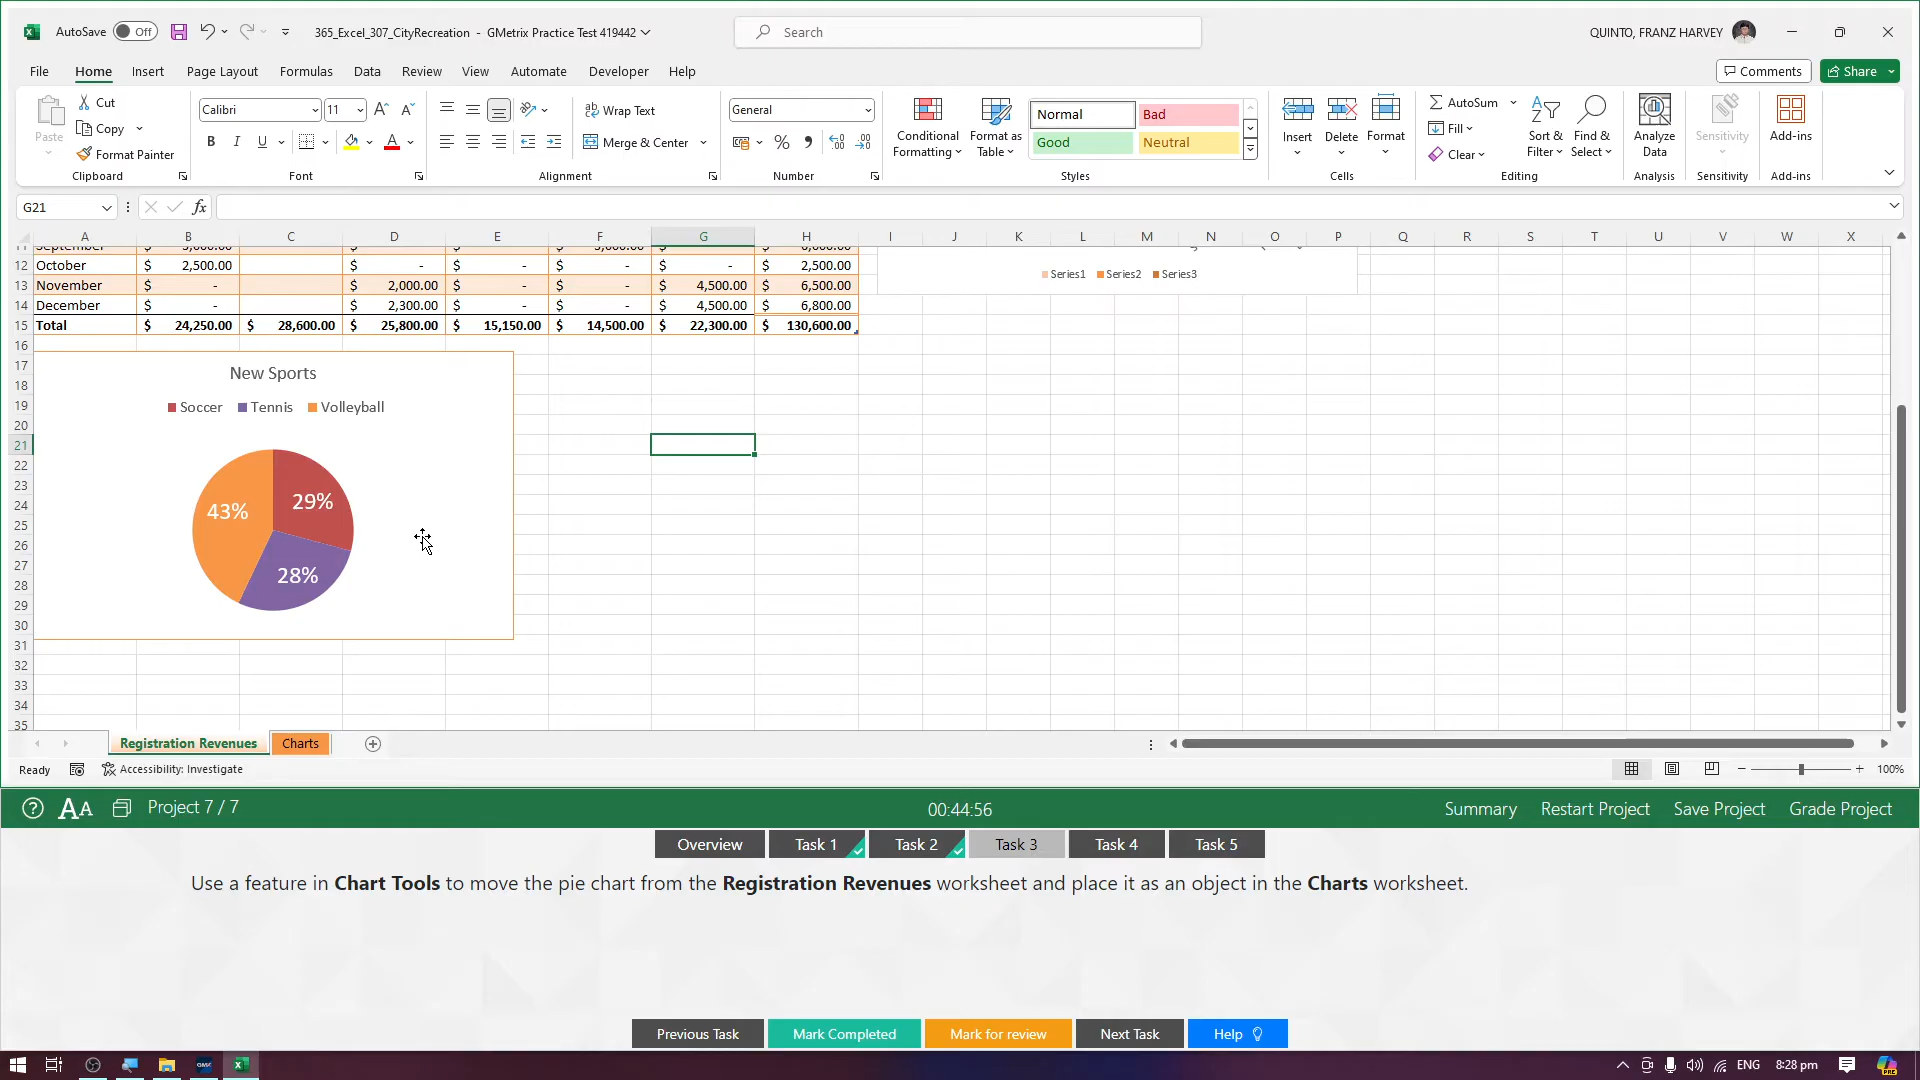 AutoSave Off 365_Excel_307_CityRecreation - GMetrix Practice Test 419442 Search QUINTO, FRANZ HARVEY
File Home Insert Page Layout Formulas Data Review View Automate Developer Help Comments Share
Paste Cut Copy Format Painter Clipboard
Calibri 11 B I U A Font
Wrap Text Merge & Center Alignment
General % Number
Conditional Formatting Format as Table Normal Bad Good Neutral Styles
Insert Delete Format Cells
AutoSum Fill Clear Sort & Filter Find & Select Editing
Analyze Data Analysis Sensitivity Sensitivity Add-ins Add-ins
G21 fx
A B C D E F G H I J K L M N O P Q R S T U V W X
12 October $ 2,500.00 $ - $ - $ - $ - $ 2,500.00
13 November $ - $ 2,000.00 $ - $ - $ 4,500.00 $ 6,500.00
14 December $ - $ 2,300.00 $ - $ - $ 4,500.00 $ 6,800.00
15 Total $ 24,250.00 $ 28,600.00 $ 25,800.00 $ 15,150.00 $ 14,500.00 $ 22,300.00 $ 130,600.00
Series1 Series2 Series3
16
17
18
19
20
21
22
23
24
25
26
27
28
29
30
31
32
33
34
35
New Sports
Soccer Tennis Volleyball
43% 29%
28%
Registration Revenues Charts
Ready Accessibility: Investigate 100%
AA Project 7 / 7 00:44:56 Summary Restart Project Save Project Grade Project
Overview Task 1 Task 2 Task 3 Task 4 Task 5
Use a feature in Chart Tools to move the pie chart from the Registration Revenues worksheet and place it as an object in the Charts worksheet.
Previous Task Mark Completed Mark for review Next Task Help
ENG 8:28 pm